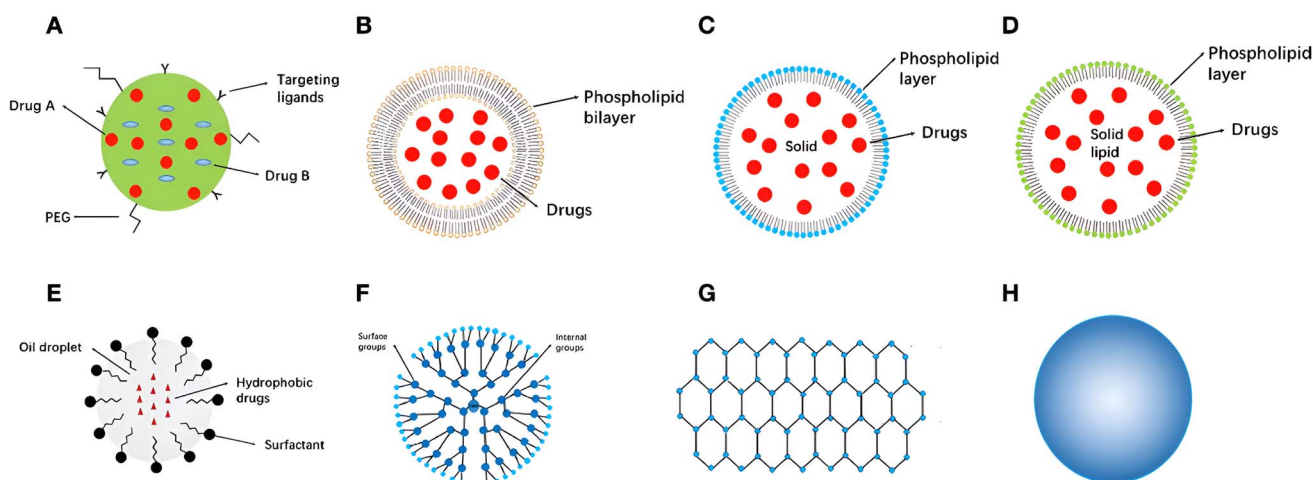 A
Drug A
Targeting
ligands
Drug B
PEG
B
Phospholipid
bilayer
Drugs
C
Phospholipid
layer
Solid
Drugs
D
Phospholipid
layer
Solid
lipid
Drugs
E
Oil droplet
Hydrophobic
drugs
Surfactant
F
Surface
groups
Internal
groups
G
H